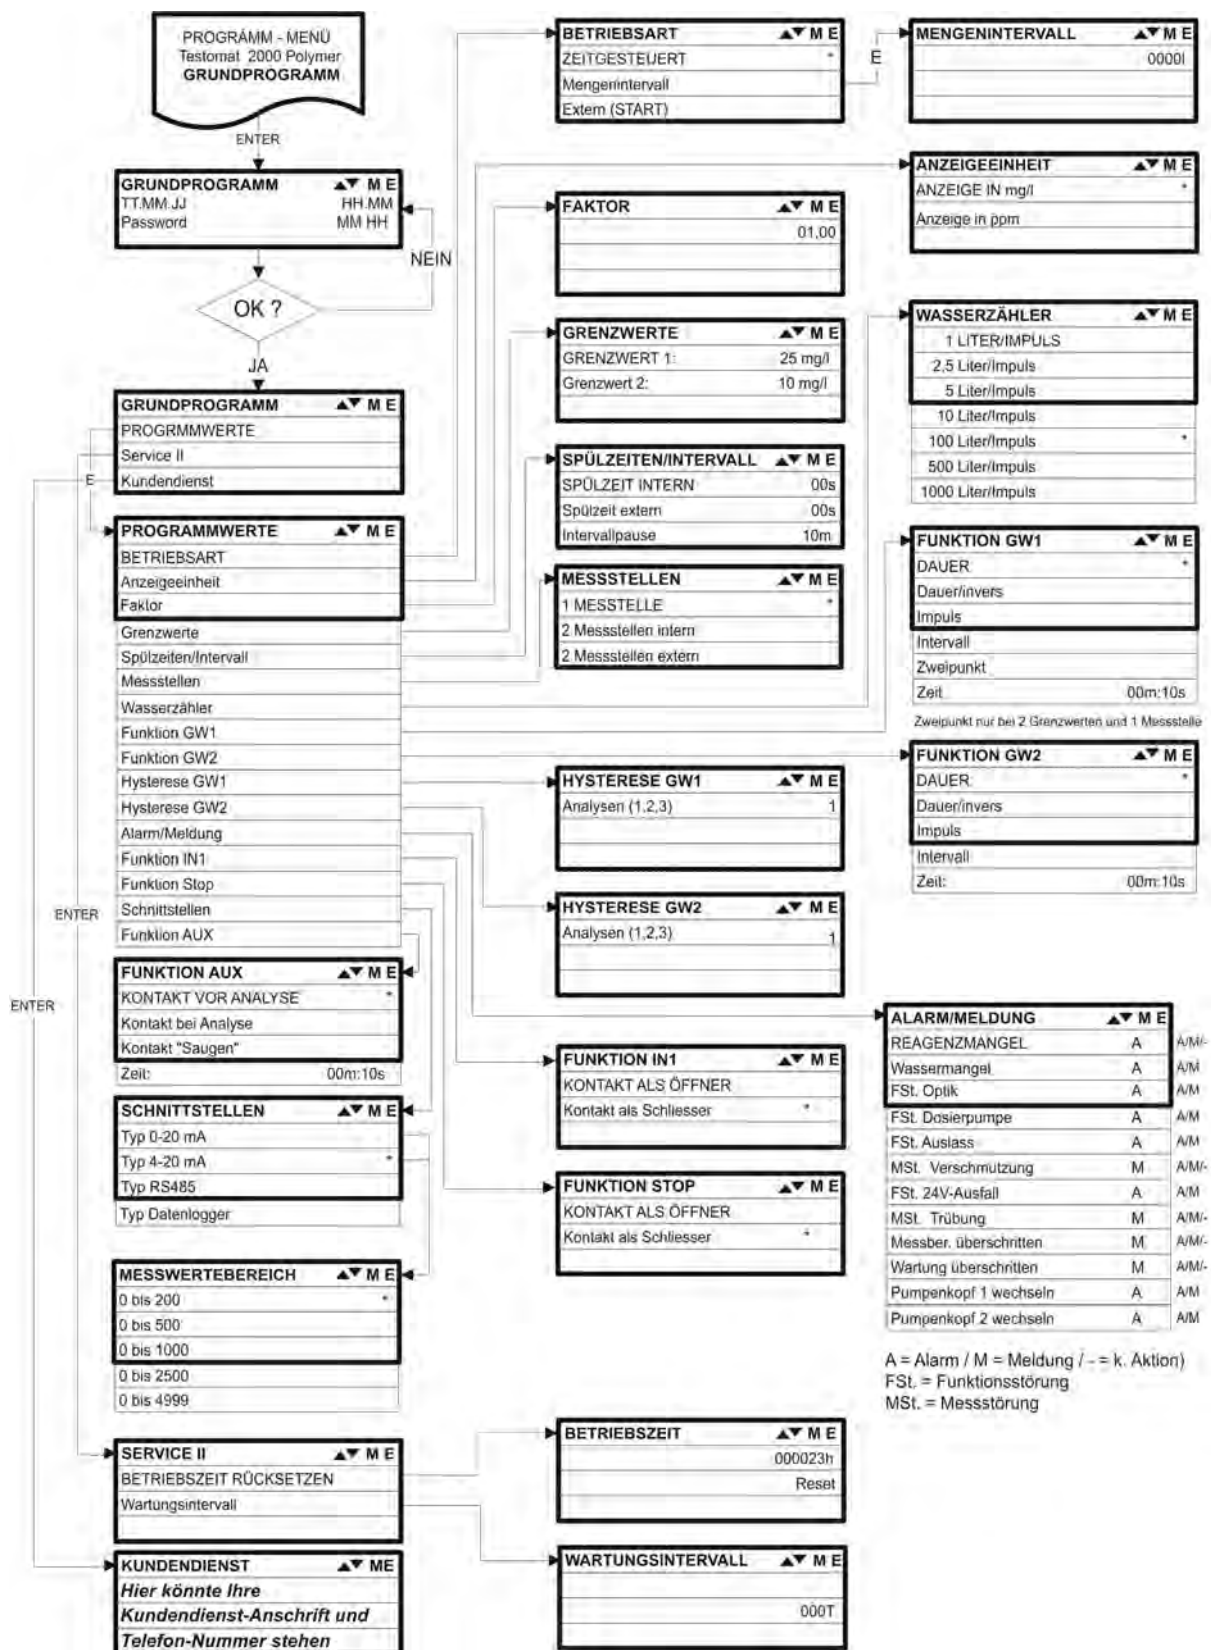 PROGRAMM - MENÜ
Testomat 2000 Polymer
GRUNDPROGRAMM
ENTER
GRUNDPROGRAMM ▲▼ M E
TT.MM.JJ HH.MM
Password MM HH
NEIN
OK ?
JA
GRUNDPROGRAMM ▲▼ M E
PROGRMMWERTE
Service II
E
Kundendienst
PROGRAMMWERTE ▲▼ M E
BETRIEBSART
Anzeigeeinheit
Faktor
Grenzwerte
Spülzeiten/Intervall
Messstellen
Wasserzähler
Funktion GW1
Funktion GW2
Hysterese GW1
Hysterese GW2
Alarm/Meldung
Funktion IN1
Funktion Stop
Schnittstellen
Funktion AUX
ENTER
ENTER
FUNKTION AUX ▲▼ M E
KONTAKT VOR ANALYSE *
Kontakt bei Analyse
Kontakt "Saugen"
Zeit: 00m:10s
SCHNITTSTELLEN ▲▼ M E
Typ 0-20 mA
Typ 4-20 mA *
Typ RS485
Typ Datenlogger
MESSWERTEBEREICH ▲▼ M E
0 bis 200 *
0 bis 500
0 bis 1000
0 bis 2500
0 bis 4999
SERVICE II ▲▼ M E
BETRIEBSZEIT RÜCKSETZEN
Wartungsintervall
KUNDENDIENST ▲▼ ME
Hier könnte Ihre
Kundendienst-Anschrift und
Telefon-Nummer stehen
BETRIEBSART ▲▼ M E
ZEITGESTEUERT *
Mengenintervall
Extern (START)
E
MENGENINTERVALL ▲▼ M E
0000l
ANZEIGEEINHEIT ▲▼ M E
ANZEIGE IN mg/l *
Anzeige in ppm
FAKTOR ▲▼ M E
01,00
GRENZWERTE ▲▼ M E
GRENZWERT 1: 25 mg/l
Grenzwert 2: 10 mg/l
SPÜLZEITEN/INTERVALL ▲▼ M E
SPÜLZEIT INTERN 00s
Spülzeit extern 00s
Intervallpause 10m
MESSSTELLEN ▲▼ M E
1 MESSTELLE *
2 Messstellen intern
2 Messstellen extern
WASSERZÄHLER ▲▼ M E
1 LITER/IMPULS
2,5 Liter/Impuls
5 Liter/Impuls
10 Liter/Impuls
100 Liter/Impuls *
500 Liter/Impuls
1000 Liter/Impuls
FUNKTION GW1 ▲▼ M E
DAUER *
Dauer/invers
Impuls
Intervall
Zweipunkt
Zeit 00m:10s
Zweipunkt nur bei 2 Grenzwerten und 1 Messstelle
FUNKTION GW2 ▲▼ M E
DAUER *
Dauer/invers
Impuls
Intervall
Zeit: 00m:10s
HYSTERESE GW1 ▲▼ M E
Analysen (1,2,3) 1
HYSTERESE GW2 ▲▼ M E
Analysen (1,2,3) 1
FUNKTION IN1 ▲▼ M E
KONTAKT ALS ÖFFNER
Kontakt als Schliesser *
FUNKTION STOP ▲▼ M E
KONTAKT ALS ÖFFNER
Kontakt als Schliesser *
ALARM/MELDUNG ▲▼ M E
REAGENZMANGEL A A/M/-
Wassermangel A A/M
FSt. Optik A A/M
FSt. Dosierpumpe A A/M
FSt. Auslass A A/M
MSt. Verschmutzung M A/M/-
FSt. 24V-Ausfall A A/M
MSt. Trübung M A/M/-
Messber. überschritten M A/M/-
Wartung überschritten M A/M/-
Pumpenkopf 1 wechseln A A/M
Pumpenkopf 2 wechseln A A/M
A = Alarm / M = Meldung / - = k. Aktion)
FSt. = Funktionsstörung
MSt. = Messstörung
BETRIEBSZEIT ▲▼ M E
000023h
Reset
WARTUNGSINTERVALL ▲▼ M E
000T